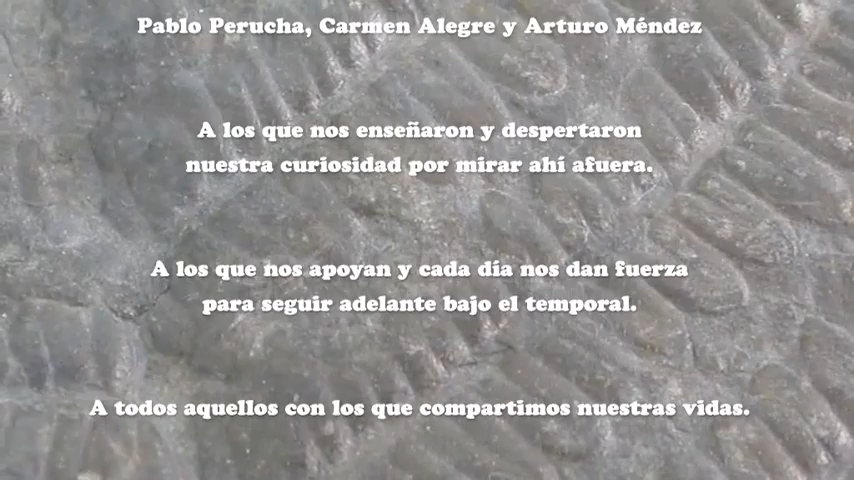 Pablo Perucha, Carmen Alegre y Arturo Méndez
A los que nos enseñaron y despertaron
nuestra curiosidad por mirar ahí afuera.
A los que nos apoyan y cada día nos dan fuerza
para seguir adelante bajo el temporal.
A todos aquellos con los que compartimos nuestras vidas.